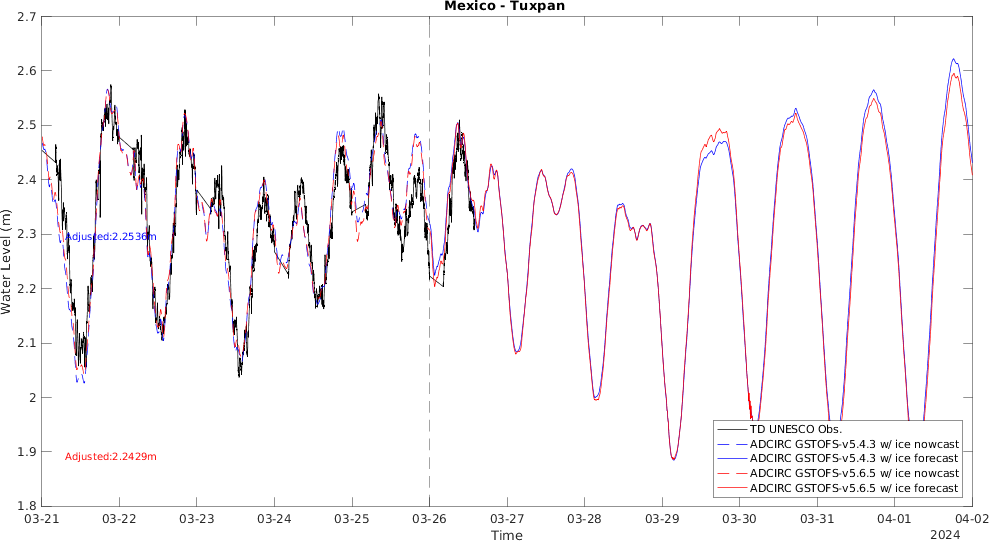 Mexico - Tuxpan
2.7
2.6
2.5
2.4
2.3
2.2
2.1
2
1.9
1.8
Water Level (m)
Adjusted:2.2536m
Adjusted:2.2429m
TD UNESCO Obs.
ADCIRC GSTOFS-v5.4.3 w/ ice nowcast
ADCIRC GSTOFS-v5.4.3 w/ ice forecast
ADCIRC GSTOFS-v5.6.5 w/ ice nowcast
ADCIRC GSTOFS-v5.6.5 w/ ice forecast
03-21 03-22 03-23 03-24 03-25 03-26 03-27 03-28 03-29 03-30 03-31 04-01 04-02
Time
2024